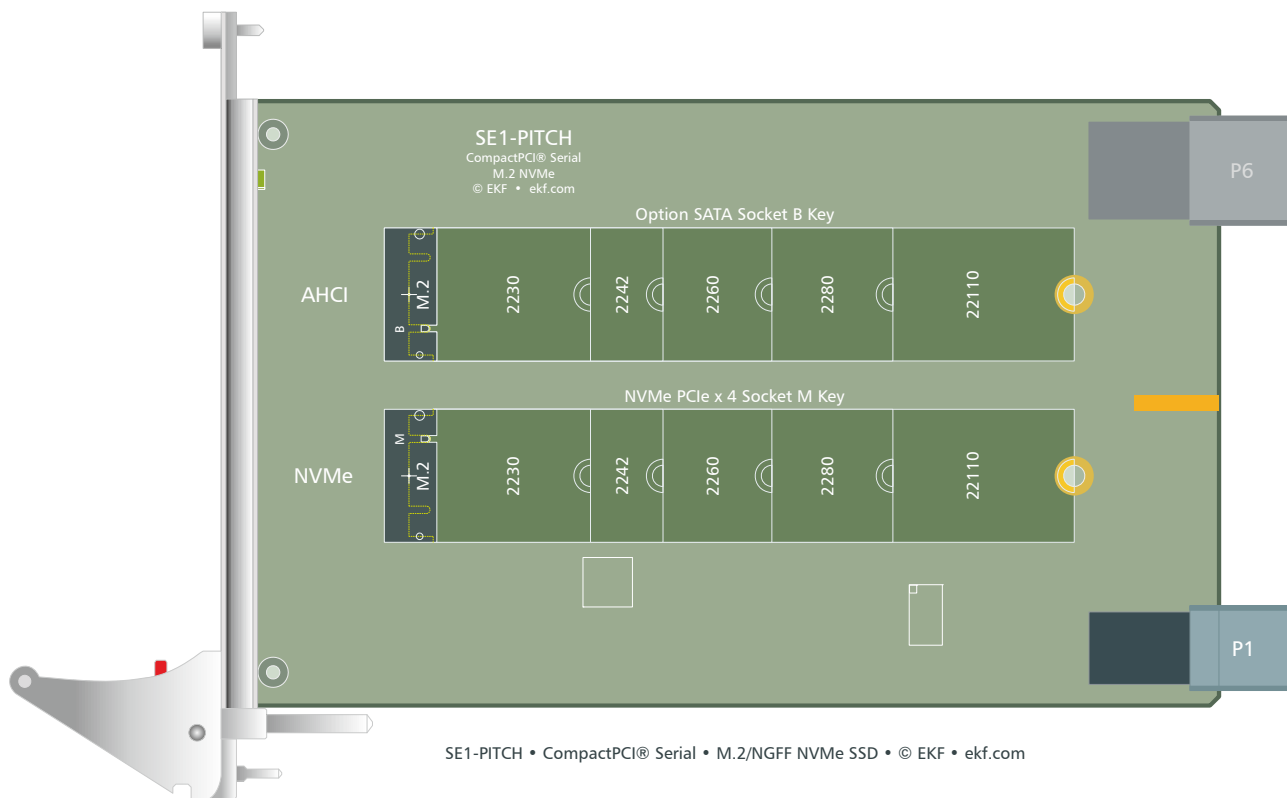 SE1-PITCH
CompactPCI® Serial
M.2 NVMe
© EKF • ekf.com
P6
Option SATA Socket B Key
AHCI
M.2
B
2230
2242
2260
2280
22110
NVMe PCIe x 4 Socket M Key
NVMe
M
M.2
2230
2242
2260
2280
22110
P1
SE1-PITCH • CompactPCI® Serial • M.2/NGFF NVMe SSD • © EKF • ekf.com